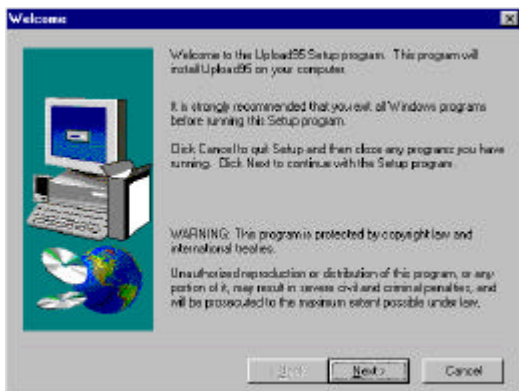 Welcome
Welcome to the Upload95 Setup program. This program will
install Upload95 on your computer.
It is strongly recommended that you exit all Windows programs
before running this Setup program.
Click Cancel to quit Setup and then close any programs you have
running. Click Next to continue with the Setup program.
WARNING: This program is protected by copyright law and
international treaties.
Unauthorized reproduction or distribution of this program, or any
portion of it, may result in severe civil and criminal penalties, and
will be prosecuted to the maximum extent possible under law.
< Back
Next >
Cancel